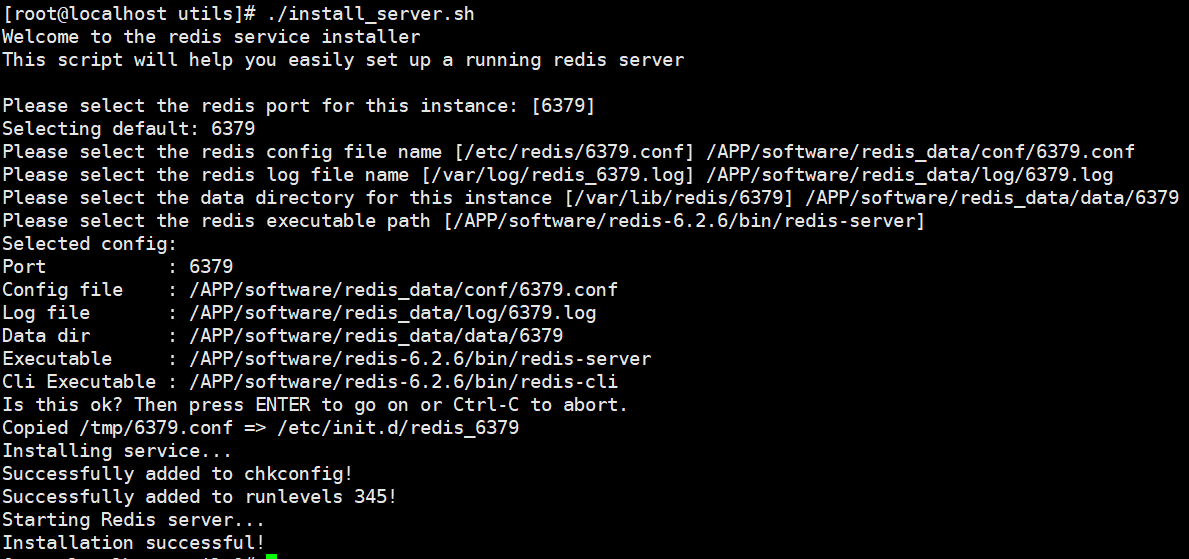 [root@localhost utils]# ./install_server.sh
Welcome to the redis service installer
This script will help you easily set up a running redis server
Please select the redis port for this instance: [6379]
Selecting default: 6379
Please select the redis config file name [/etc/redis/6379.conf] /APP/software/redis_data/conf/6379.conf
Please select the redis log file name [/var/log/redis_6379.log] /APP/software/redis_data/log/6379.log
Please select the data directory for this instance [/var/lib/redis/6379] /APP/software/redis_data/data/6379
Please select the redis executable path [/APP/software/redis-6.2.6/bin/redis-server]
Selected config:
Port           : 6379
Config file    : /APP/software/redis_data/conf/6379.conf
Log file       : /APP/software/redis_data/log/6379.log
Data dir       : /APP/software/redis_data/data/6379
Executable     : /APP/software/redis-6.2.6/bin/redis-server
Cli Executable : /APP/software/redis-6.2.6/bin/redis-cli
Is this ok? Then press ENTER to go on or Ctrl-C to abort.
Copied /tmp/6379.conf => /etc/init.d/redis_6379
Installing service...
Successfully added to chkconfig!
Successfully added to runlevels 345!
Starting Redis server...
Installation successful!